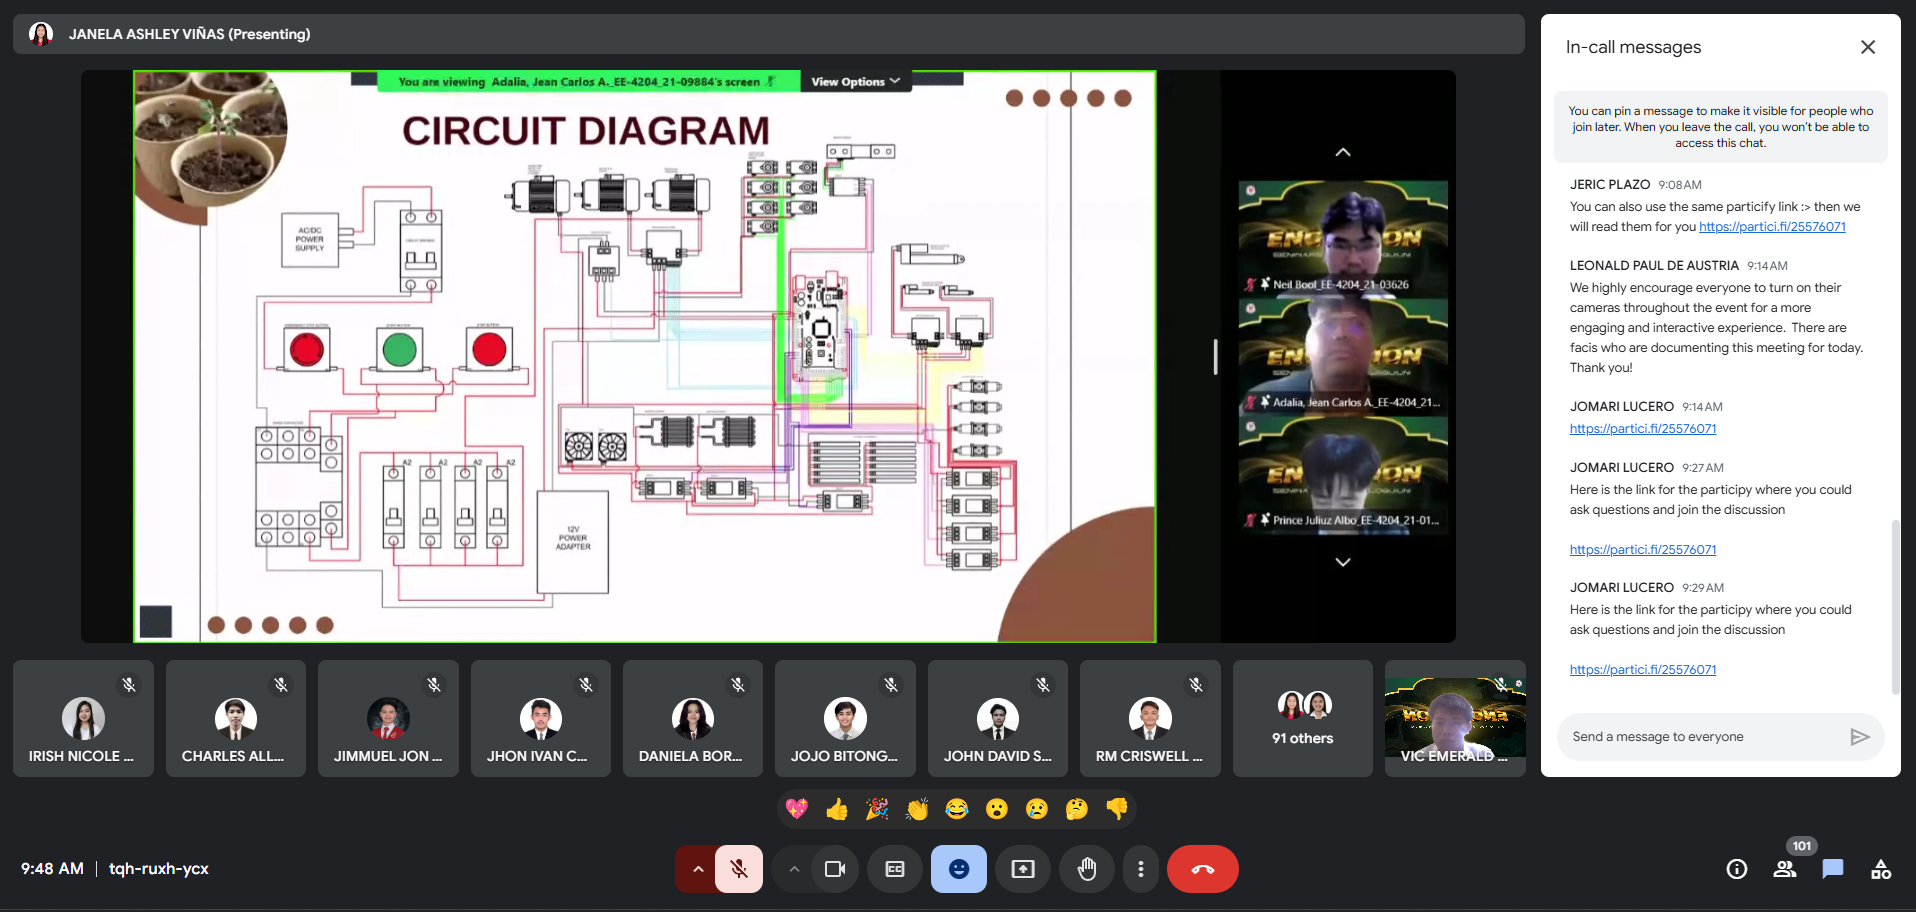 JANELA ASHLEY VIÑAS (Presenting)
You are viewing Adalia, Jean Carlos A._EE-4204_21-09884's screen
View Options
CIRCUIT DIAGRAM
AC/DC
POWER
SUPPLY
CIRCUIT BREAKER
EMERGENCY STOP BUTTON
START BUTTON
STOP BUTTON
A2
A2
A2
A2
12V
POWER
ADAPTER
Neil Bool_EE-4204_21-03626
Adalia, Jean Carlos A._EE-4204_21...
Prince Juliuz Albo_EE-4204_21-01...
IRISH NICOLE ...
CHARLES ALL...
JIMMUEL JON ...
JHON IVAN C...
DANIELA BOR...
JOJO BITONG...
JOHN DAVID S...
RM CRISWELL ...
91 others
VIC EMERALD ...
9:48 AM | tqh-ruxh-ycx
CC
101
In-call messages
You can pin a message to make it visible for people who
join later. When you leave the call, you won't be able to
access this chat.
JERIC PLAZO 9:08 AM
You can also use the same particify link :> then we
will read them for you https://partici.fi/25576071
LEONALD PAUL DE AUSTRIA 9:14 AM
We highly encourage everyone to turn on their
cameras throughout the event for a more
engaging and interactive experience. There are
facis who are documenting this meeting for today.
Thank you!
JOMARI LUCERO 9:14 AM
https://partici.fi/25576071
JOMARI LUCERO 9:27 AM
Here is the link for the participy where you could
ask questions and join the discussion
https://partici.fi/25576071
JOMARI LUCERO 9:29 AM
Here is the link for the participy where you could
ask questions and join the discussion
https://partici.fi/25576071
Send a message to everyone